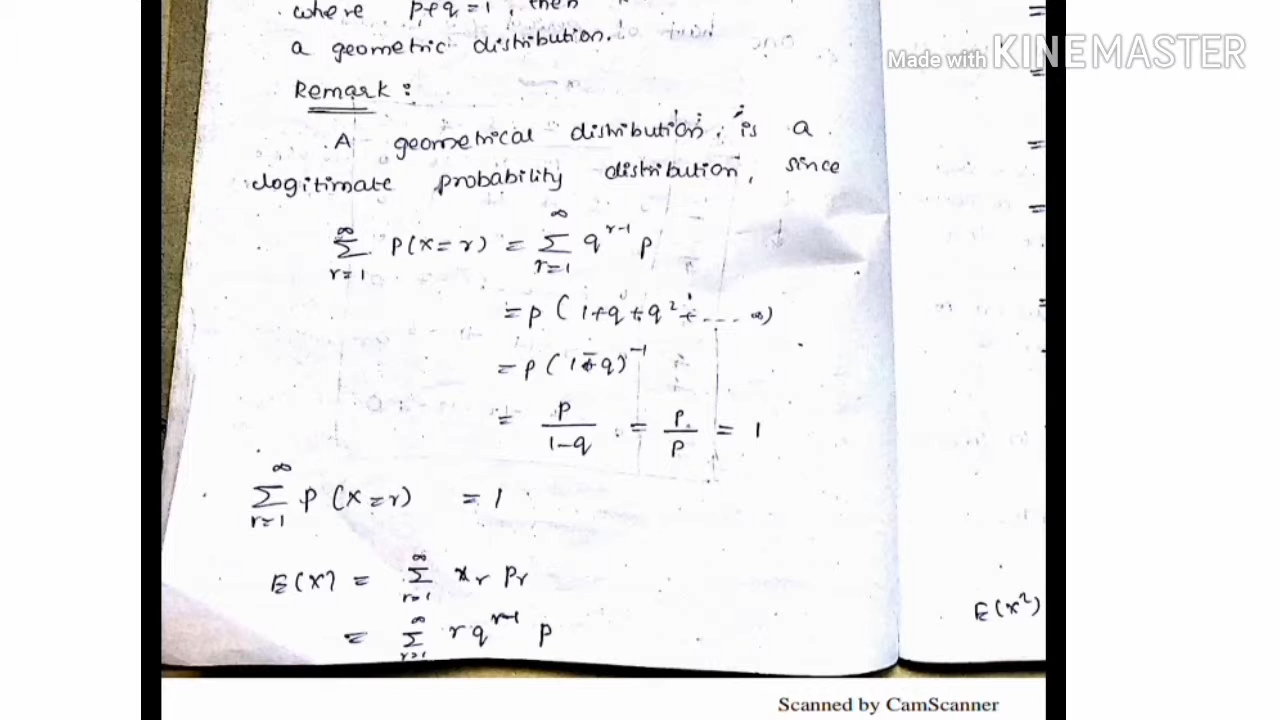 where p+q=1, then
a geometric distribution.
Made with KINEMASTER
Remark :
A geometrical distribution, is a
logitimate probability distribution, since
∞ ∑ r=1 P(x=r) = ∞ ∑ r=1 q^{r-1} p
= p (1+q+q²+.... ∞)
= p (1-q)^{-1}
= p/(1-q) = p/p = 1
∞ ∑ r=1 P (x=r) = 1
E(x) = ∞ ∑ r=1 x_r p_r
= ∞ ∑ r=1 r q^{r-1} p
E(x²)
Scanned by CamScanner